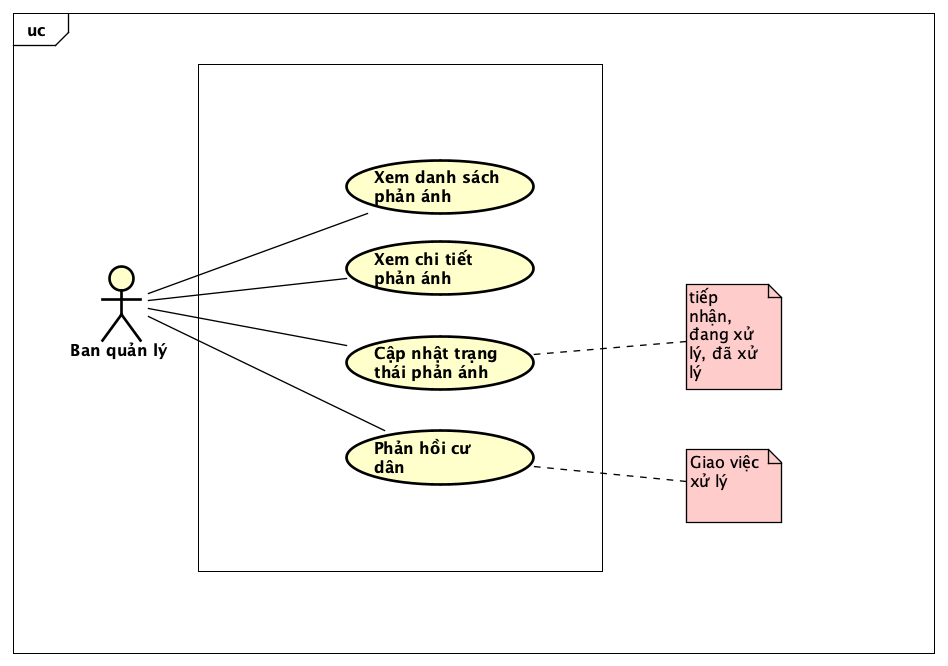 uc
Xem danh sách
phản ánh
Xem chi tiết
phản ánh
Ban quản lý
Cập nhật trạng
thái phản ánh
Phản hồi cư
dân
tiếp
nhận,
đang xử
lý, đã xử
lý
Giao việc
xử lý